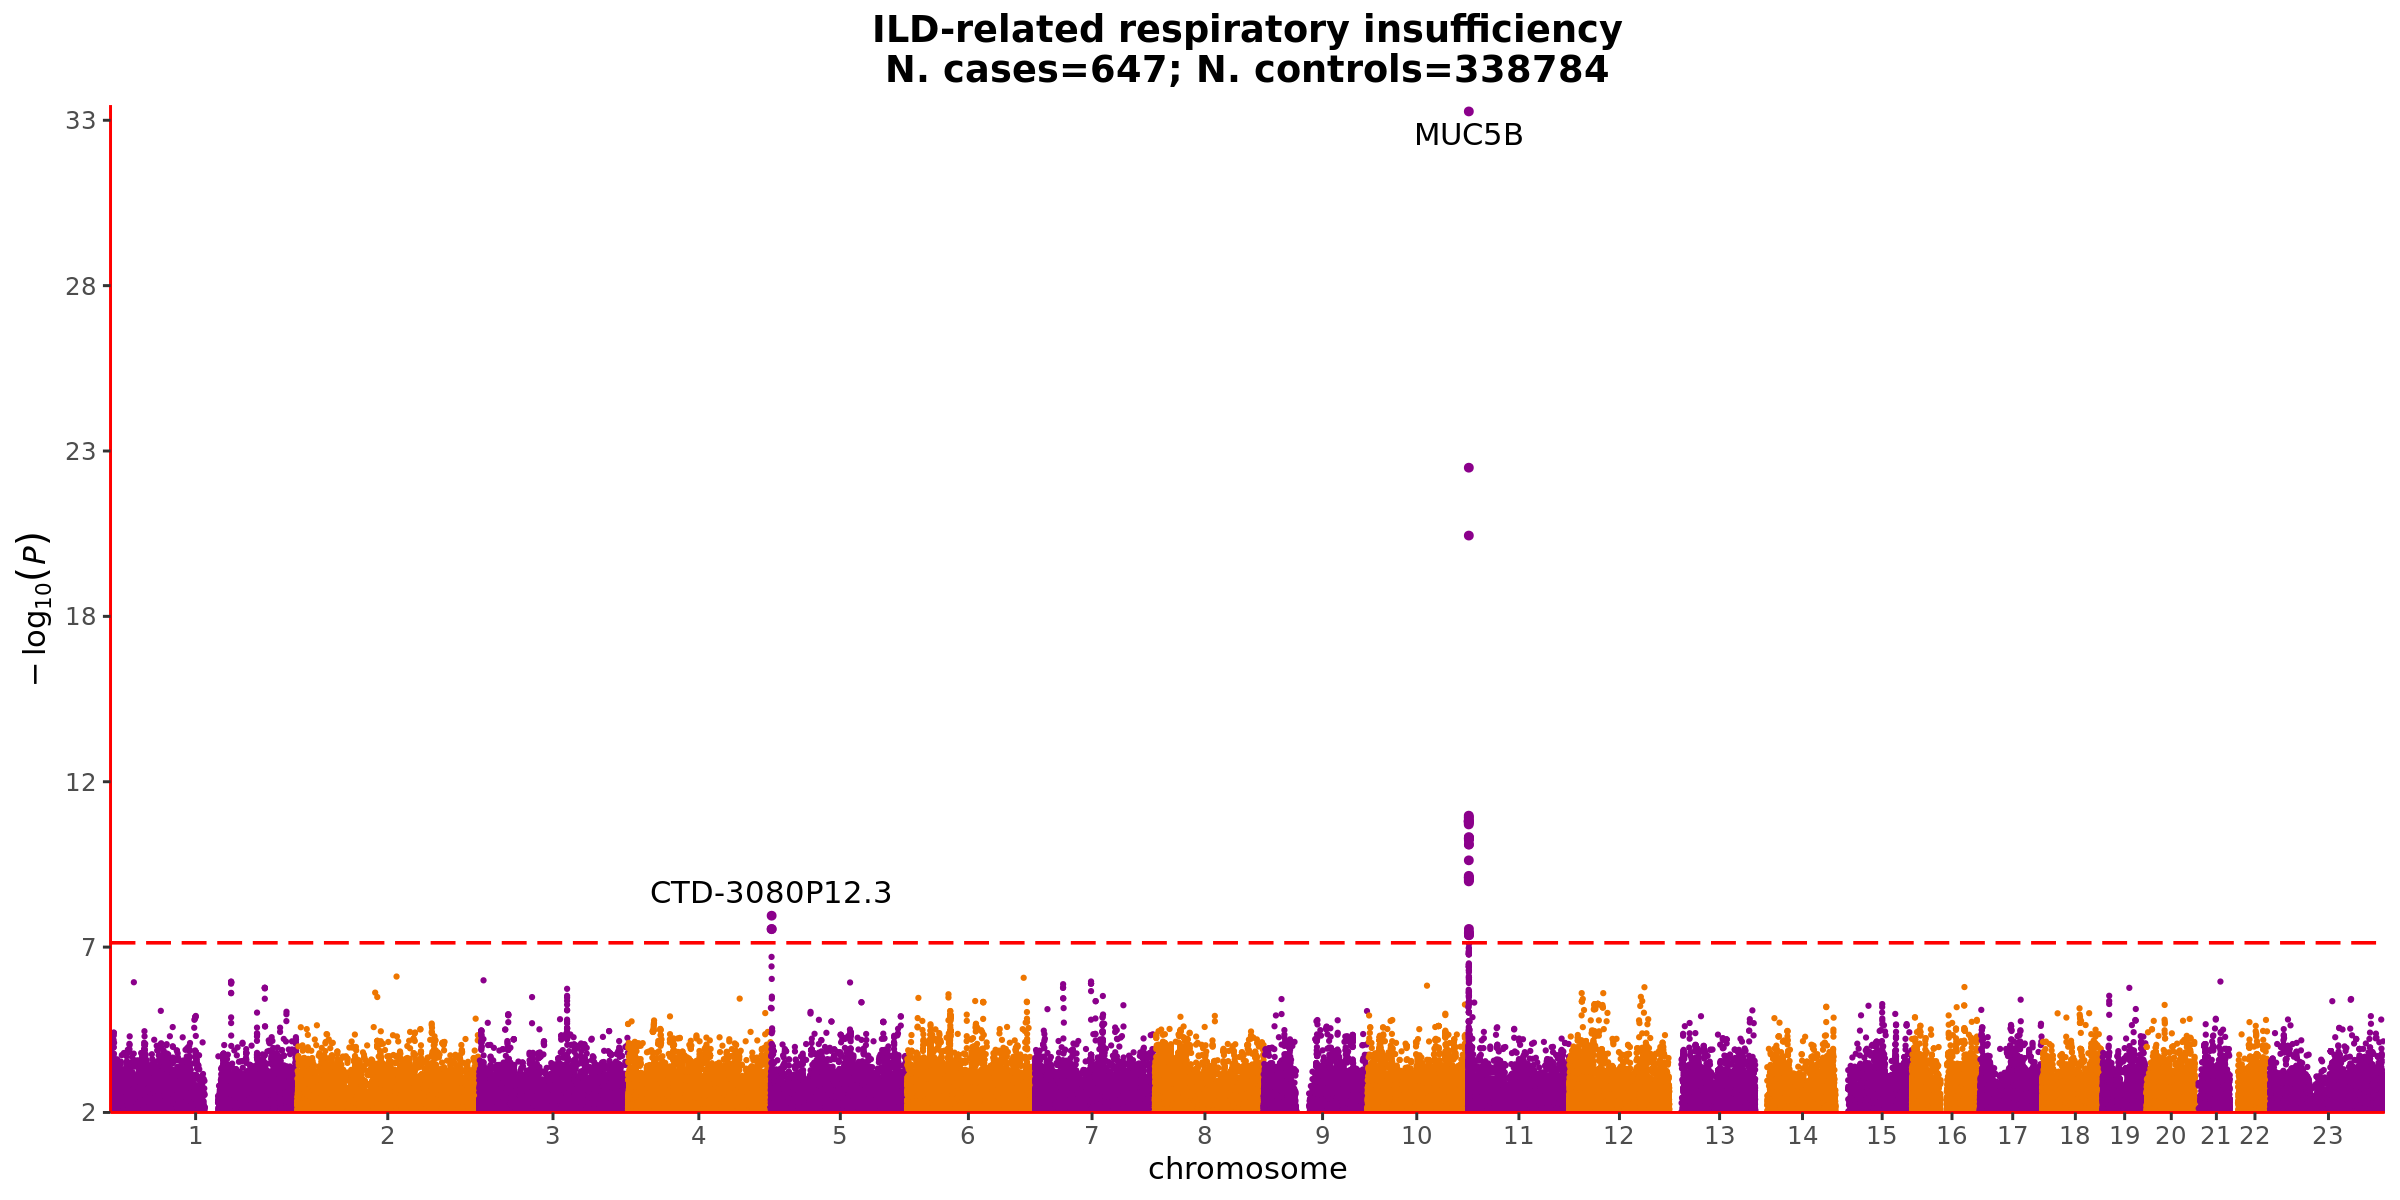 ILD-related respiratory insufficiency
N. cases=647; N. controls=338784
33
MUC5B
28
23
18
12
CTD-3080P12.3
7
2
− log10(P)
1 2 3 4 5 6 7 8 9 10 11 12 13 14 15 16 17 18 19 20 21 22 23
chromosome